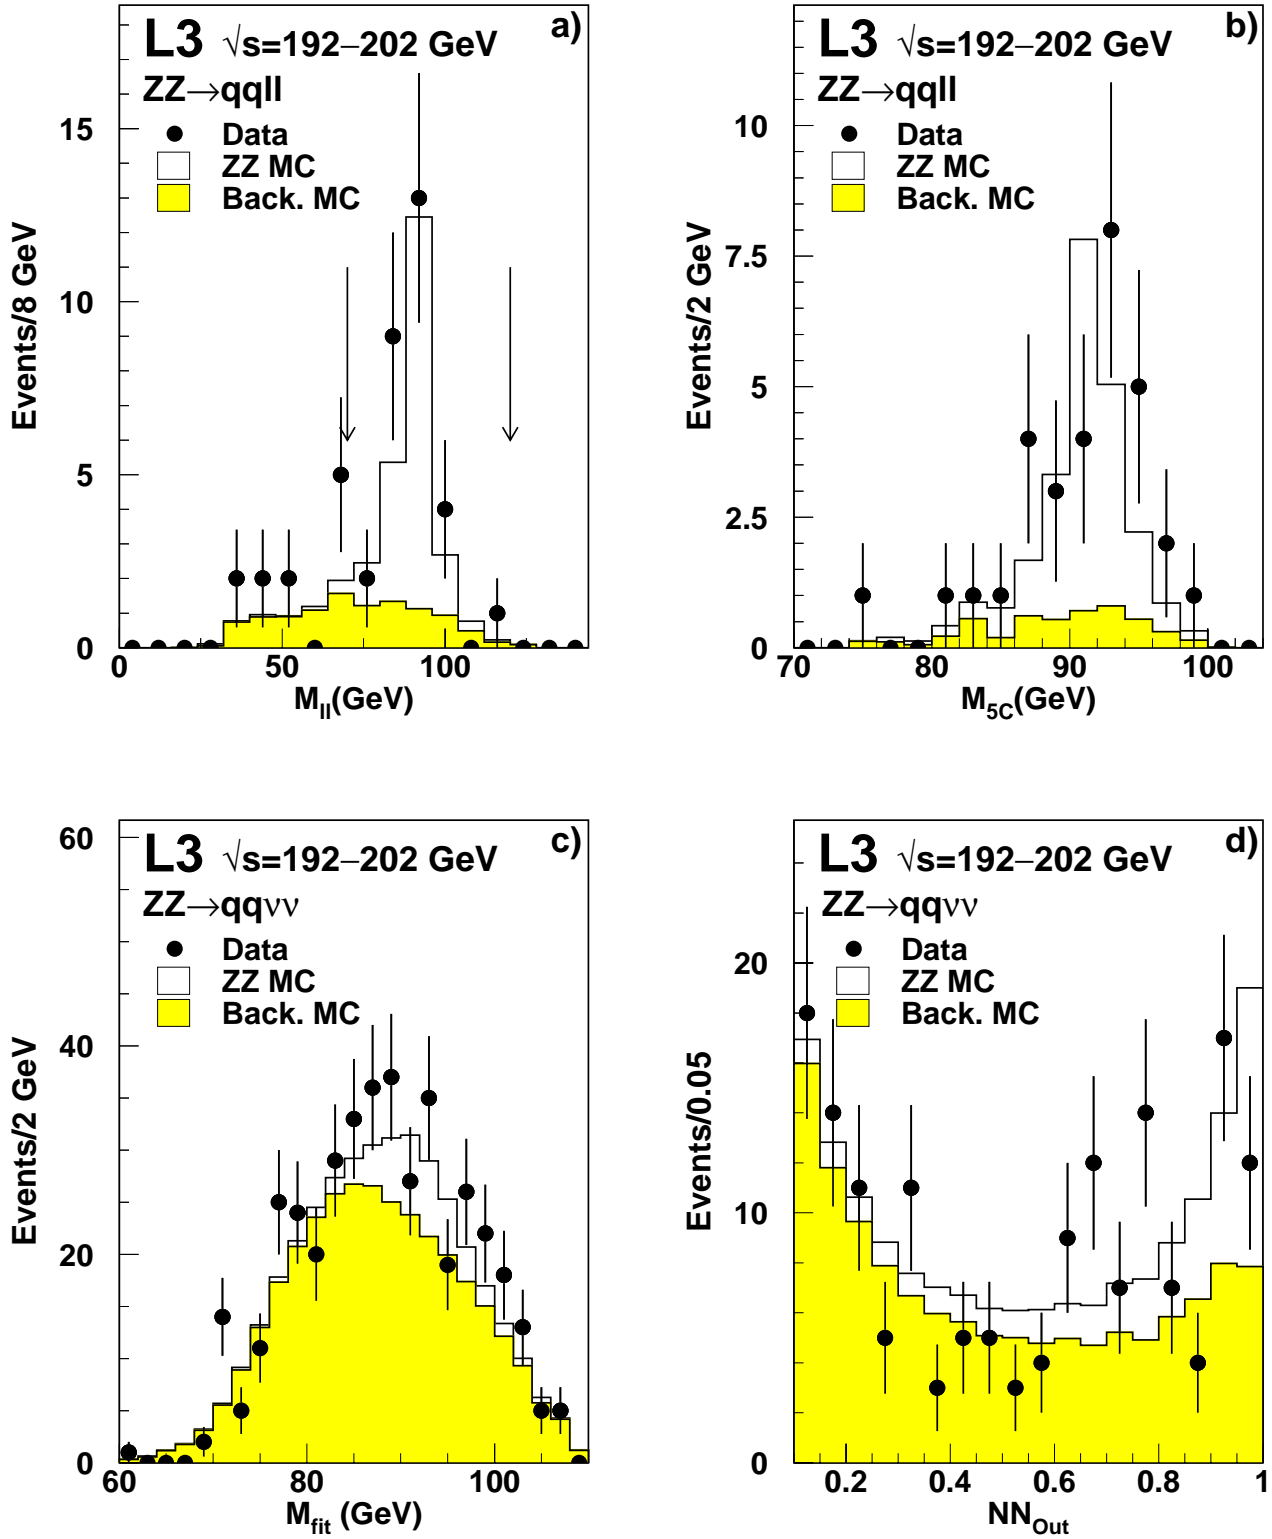 a)
L3 √s=192–202 GeV
ZZ→qqll
Data
ZZ MC
Back. MC
Events/8 GeV
15
10
5
0
0 50 100
M_ll(GeV)
b)
L3 √s=192–202 GeV
ZZ→qqll
Data
ZZ MC
Back. MC
Events/2 GeV
10
7.5
5
2.5
0
70 80 90 100
M_5C(GeV)
c)
L3 √s=192–202 GeV
ZZ→qqνν
Data
ZZ MC
Back. MC
Events/2 GeV
60
40
20
0
60 80 100
M_fit (GeV)
d)
L3 √s=192–202 GeV
ZZ→qqνν
Data
ZZ MC
Back. MC
Events/0.05
20
10
0
0.2 0.4 0.6 0.8 1
NN_Out